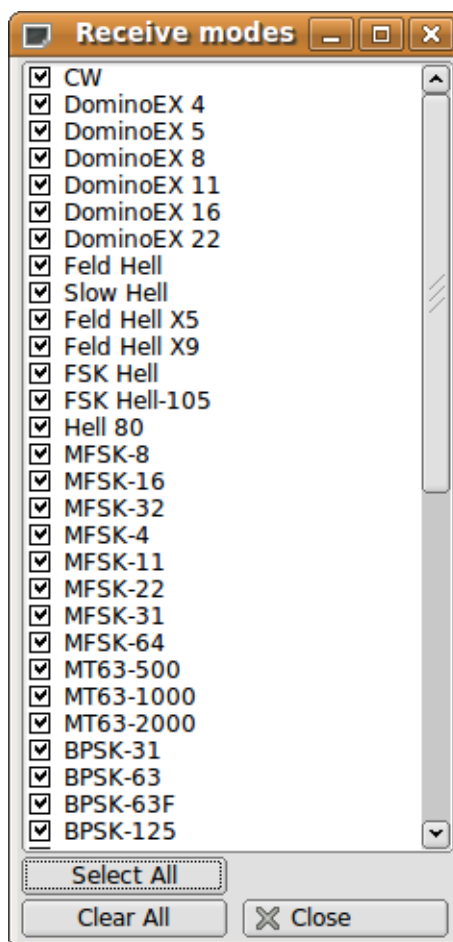 Receive modes
CW
DominoEX 4
DominoEX 5
DominoEX 8
DominoEX 11
DominoEX 16
DominoEX 22
Feld Hell
Slow Hell
Feld Hell X5
Feld Hell X9
FSK Hell
FSK Hell-105
Hell 80
MFSK-8
MFSK-16
MFSK-32
MFSK-4
MFSK-11
MFSK-22
MFSK-31
MFSK-64
MT63-500
MT63-1000
MT63-2000
BPSK-31
BPSK-63
BPSK-63F
BPSK-125
Select All
Clear All
Close